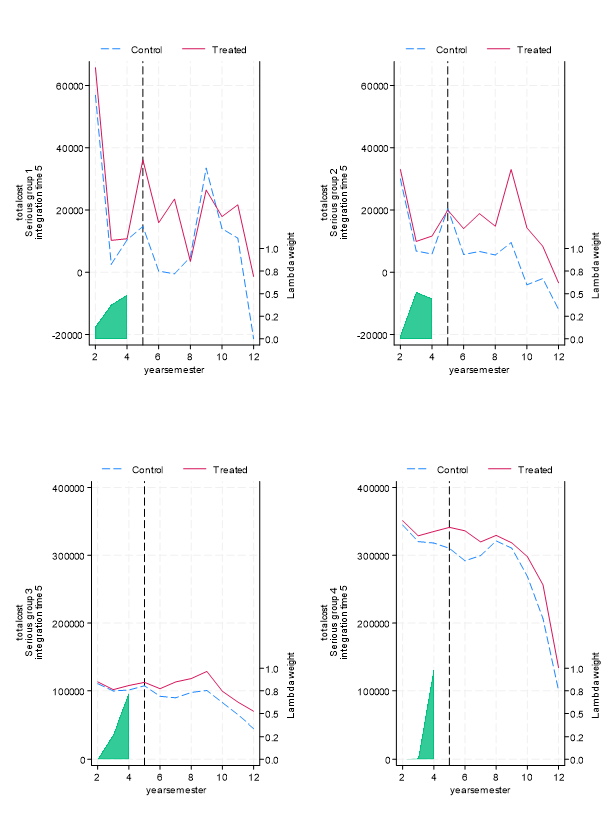 Control Treated
60000
40000
20000
0
-20000
totalcost
Serious group 1
integration time 5
1.0
0.8
0.5
0.2
0.0
Lambda weight
2 4 6 8 10 12
yearsemester
Control Treated
60000
40000
20000
0
-20000
totalcost
Serious group 2
integration time 5
1.0
0.8
0.5
0.2
0.0
Lambda weight
2 4 6 8 10 12
yearsemester
Control Treated
400000
300000
200000
100000
0
totalcost
Serious group 3
integration time 5
1.0
0.8
0.5
0.2
0.0
Lambda weight
2 4 6 8 10 12
yearsemester
Control Treated
400000
300000
200000
100000
0
totalcost
Serious group 4
integration time 5
1.0
0.8
0.5
0.2
0.0
Lambda weight
2 4 6 8 10 12
yearsemester